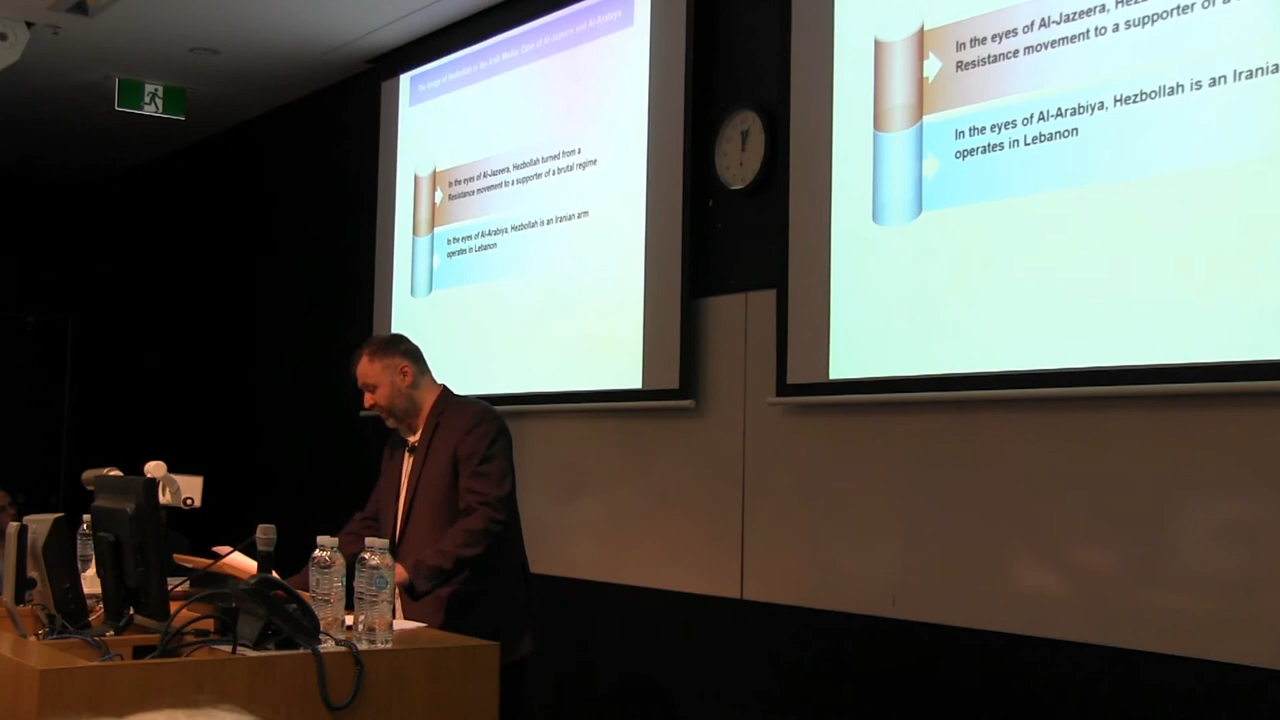 The Image of Hezbollah in the Arab Media: Case of Al-Jazeera and Al-Arabiya
In the eyes of Al-Jazeera, Hezbollah turned from a
Resistance movement to a supporter of a brutal regime
In the eyes of Al-Arabiya, Hezbollah is an Iranian arm
operates in Lebanon
In the eyes of Al-Jazeera, Hez
Resistance movement to a supporter of a
In the eyes of Al-Arabiya, Hezbollah is an Irania
operates in Lebanon